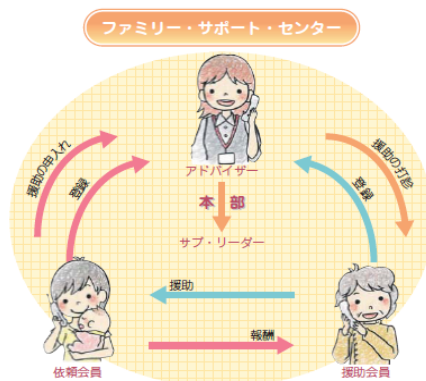 ファミリー・サポート・センター
アドバイザー
本部
サブ・リーダー
援助の申入れ
登録
援助の打診
登録
援助
報酬
依頼会員
援助会員